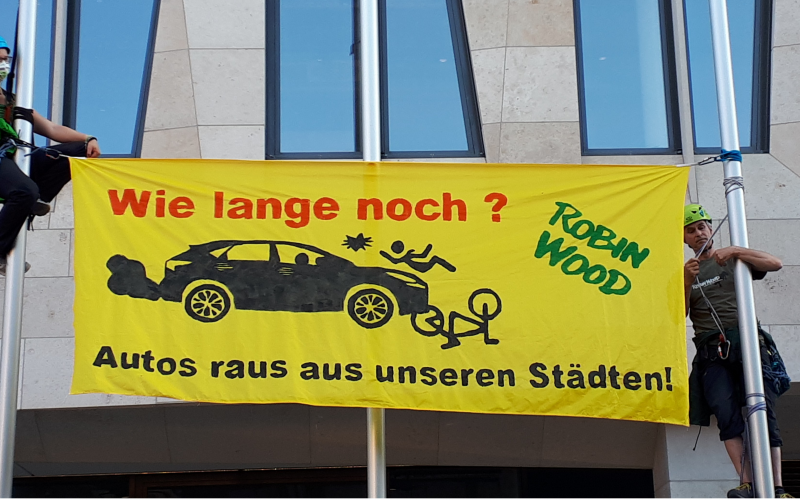 Wie lange noch ?
ROBIN
WOOD
Autos raus aus unseren Städten!